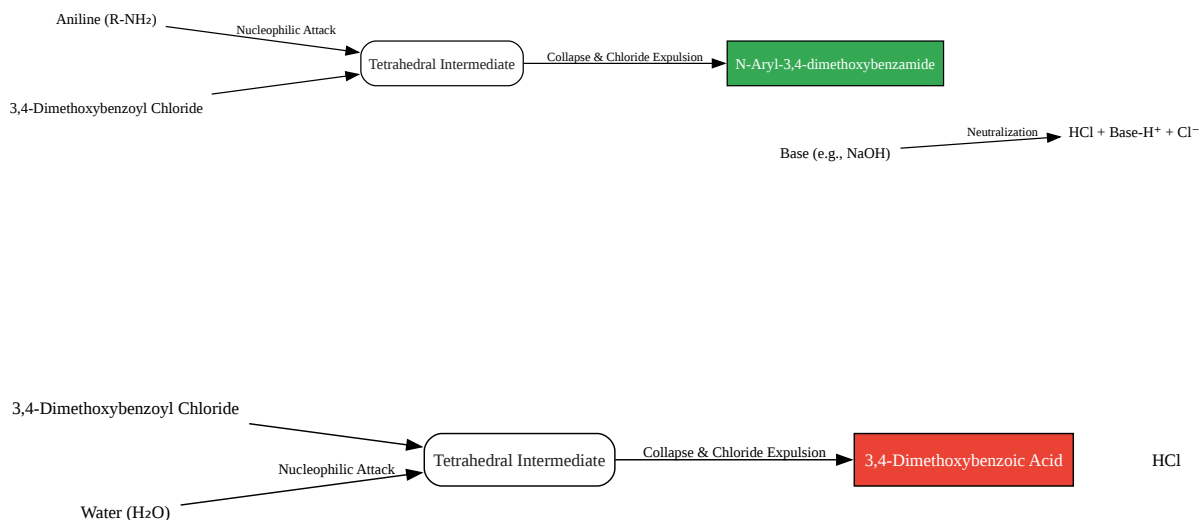 Aniline (R-NH₂)
Nucleophilic Attack
Tetrahedral Intermediate
Collapse & Chloride Expulsion
N-Aryl-3,4-dimethoxybenzamide
3,4-Dimethoxybenzoyl Chloride
Neutralization
HCl + Base-H⁺ + Cl⁻
Base (e.g., NaOH)
3,4-Dimethoxybenzoyl Chloride
Nucleophilic Attack
Tetrahedral Intermediate
Collapse & Chloride Expulsion
3,4-Dimethoxybenzoic Acid
HCl
Water (H₂O)